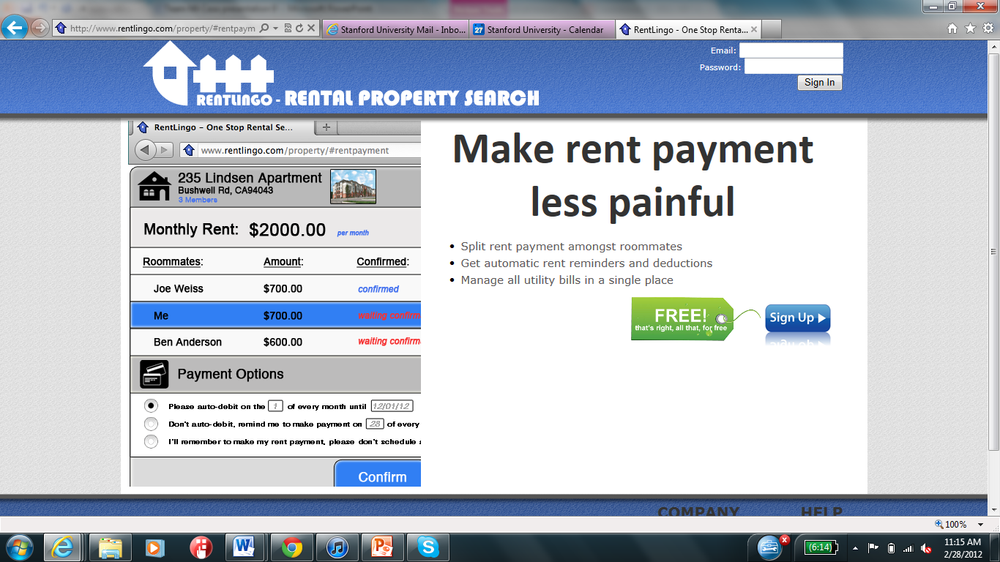 http://www.rentlingo.com/property/#rentpaym
Stanford University Mail - Inbo...
27 Stanford University - Calendar
RentLingo - One Stop Renta...
Email:
Password:
Sign In
RENTLINGO - RENTAL PROPERTY SEARCH
RentLingo - One Stop Rental Se...
www.rentlingo.com/property/#rentpayment
235 Lindsen Apartment
Bushwell Rd, CA94043
3 Members
Monthly Rent: $2000.00 per month
Roommates: Amount: Confirmed:
Joe Weiss $700.00 confirmed
Me $700.00 waiting confirm
Ben Anderson $600.00 waiting confirm
Payment Options
Please auto-debit on the 1 of every month until 12/01/12
Don't auto-debit, remind me to make payment on 28 of every
I'll remember to make my rent payment, please don't schedule a
Confirm
Make rent payment
less painful
• Split rent payment amongst roommates
• Get automatic rent reminders and deductions
• Manage all utility bills in a single place
FREE!
that's right, all that, for free
Sign Up
COMPANY HELP
100%
(6:14)
11:15 AM
2/28/2012